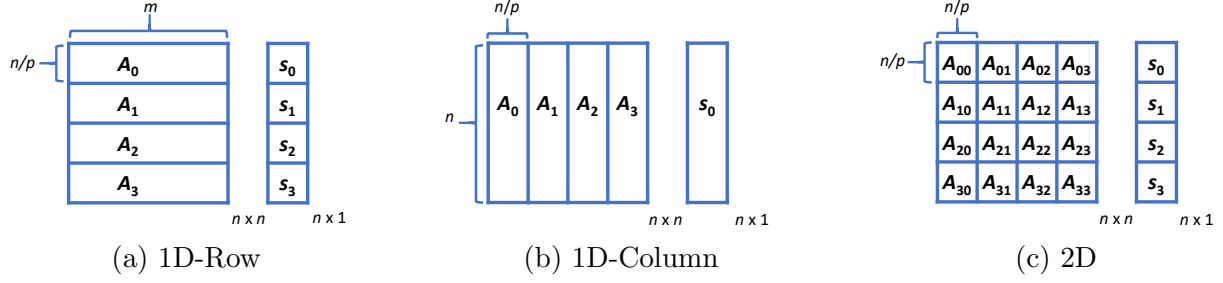 m
n/p
A0
A1
A2
A3
s0
s1
s2
s3
n x n
n x 1
(a) 1D-Row
n/p
n
A0 A1 A2 A3
s0
n x n
n x 1
(b) 1D-Column
n/p
n/p
A00 A01 A02 A03
A10 A11 A12 A13
A20 A21 A22 A23
A30 A31 A32 A33
s0
s1
s2
s3
n x n
n x 1
(c) 2D